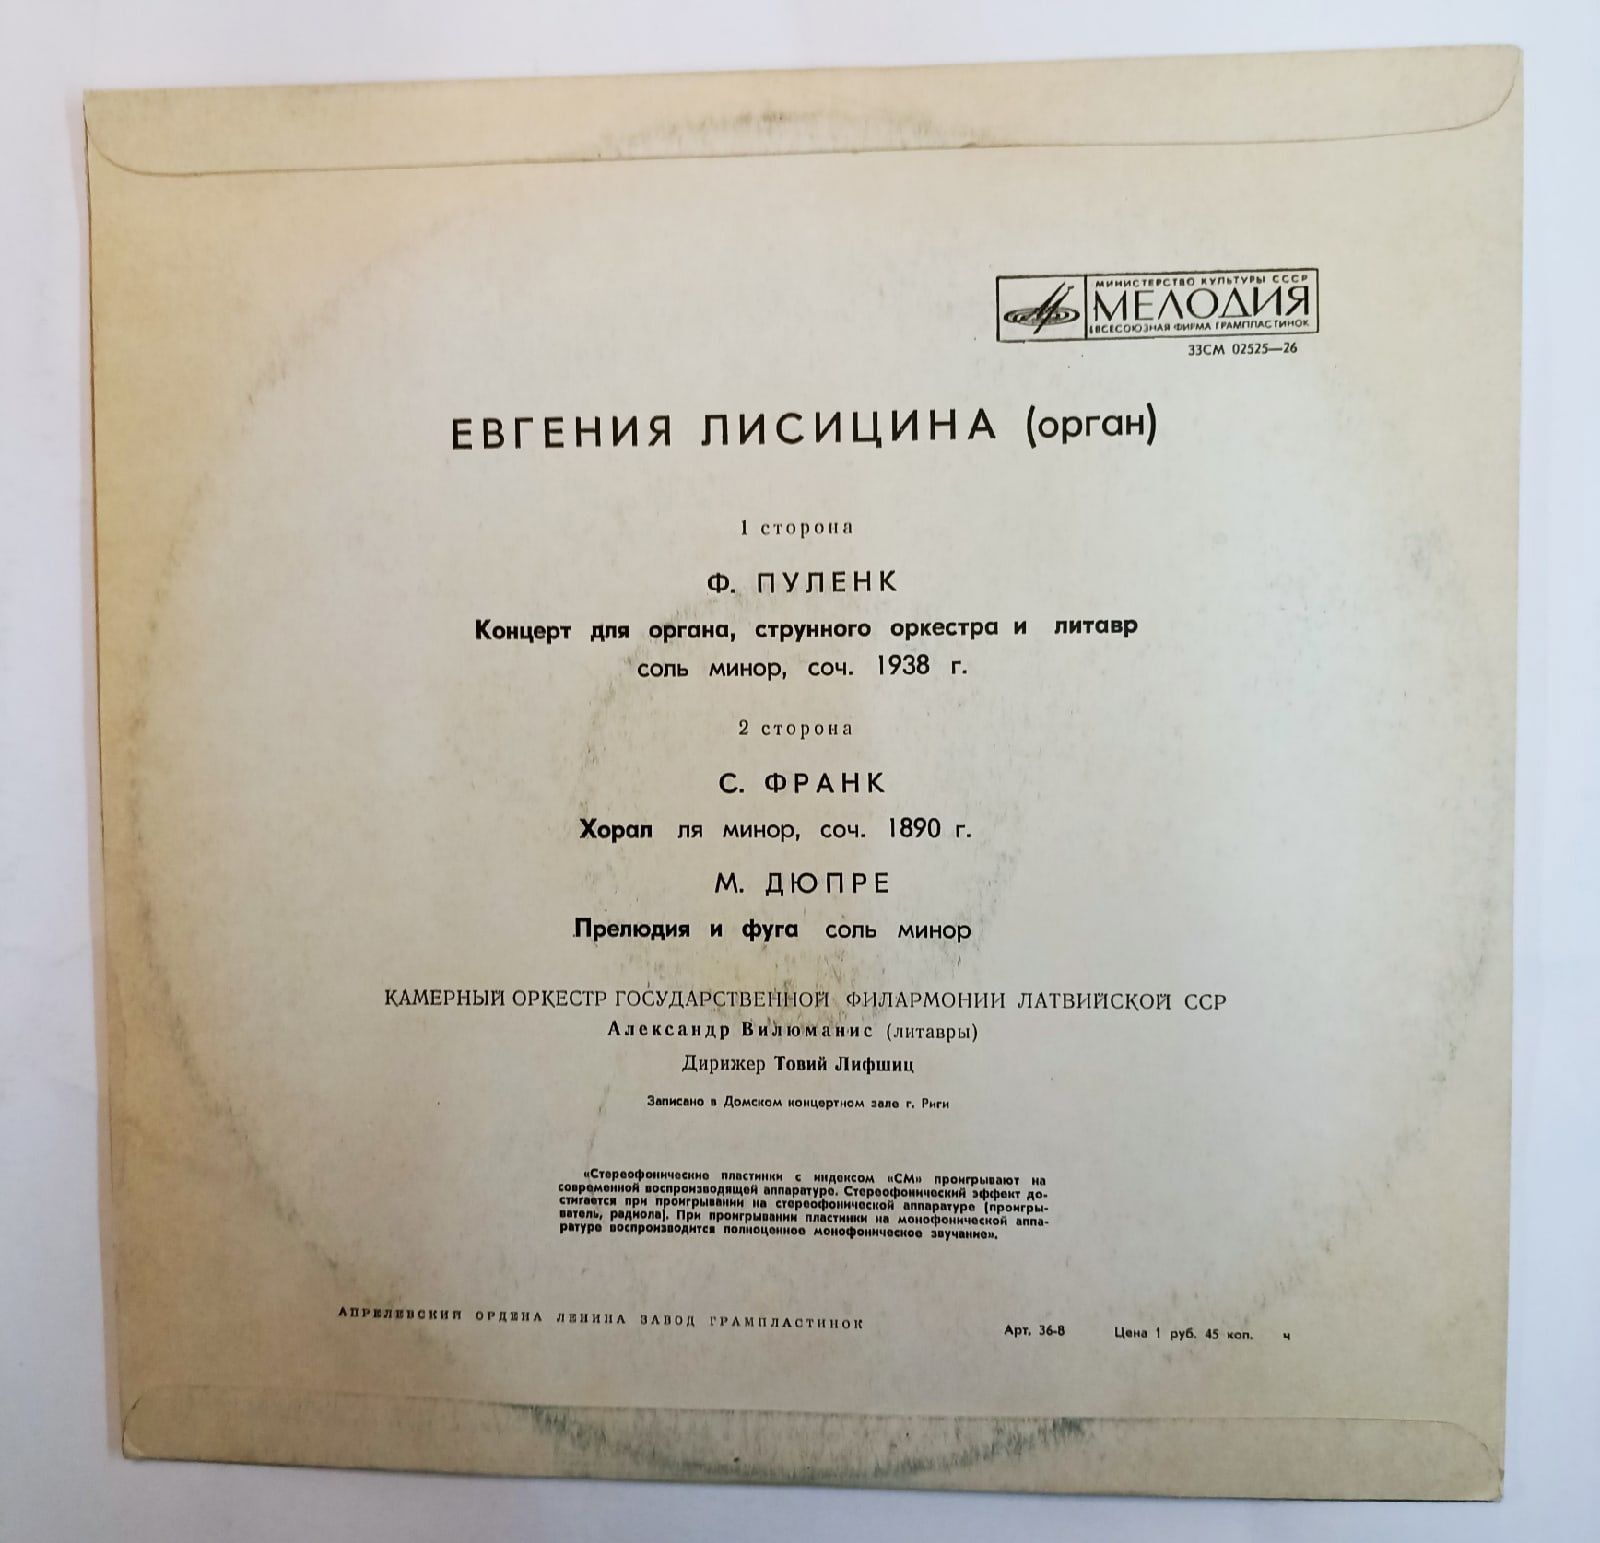 МИНИСТЕРСТВО КУЛЬТУРЫ СССР
МЕЛОДИЯ
ВСЕСОЮЗНАЯ ФИРМА ГРАМПЛАСТИНОК
33СМ 02525—26
ЕВГЕНИЯ ЛИСИЦИНА (орган)
1 сторона
Ф. ПУЛЕНК
Концерт для органа, струнного оркестра и литавр
соль минор, соч. 1938 г.
2 сторона
С. ФРАНК
Хорал ля минор, соч. 1890 г.
М. ДЮПРЕ
Прелюдия и фуга соль минор
КАМЕРНЫЙ ОРКЕСТР ГОСУДАРСТВЕННОЙ ФИЛАРМОНИИ ЛАТВИЙСКОЙ ССР
Александр Вилюманис (литавры)
Дирижер Товий Лифшиц
Записано в Домском концертном зале г. Риги
«Стереофонические пластинки с индексом «СМ» проигрывают на
современной воспроизводящей аппаратуре. Стереофонический эффект до-
стигается при проигрывании на стереофонической аппаратуре (проигры-
ватель, радиола). При проигрывании пластинки на монофонической аппа-
ратуре воспроизводится полноценное монофоническое звучание».
АПРЕЛЕВСКИЙ ОРДЕНА ЛЕНИНА ЗАВОД ГРАМПЛАСТИНОК
Арт. 36-8 Цена 1 руб. 45 коп. ч